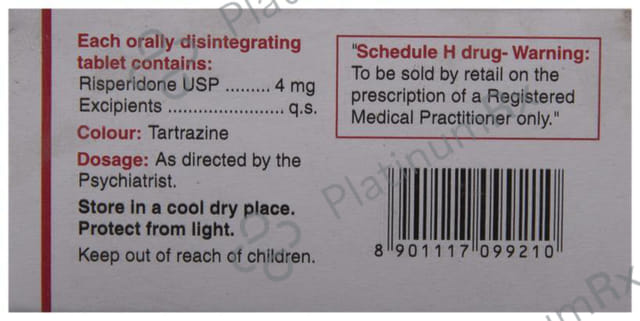 Each orally disintegrating
tablet contains:
Risperidone USP ......... 4 mg
Excipients ....................... q.s.
Colour: Tartrazine
Dosage: As directed by the
Psychiatrist.
Store in a cool dry place.
Protect from light.
Keep out of reach of children.
"Schedule H drug- Warning:
To be sold by retail on the
prescription of a Registered
Medical Practitioner only."
8 901117 099210
PlatinumRx